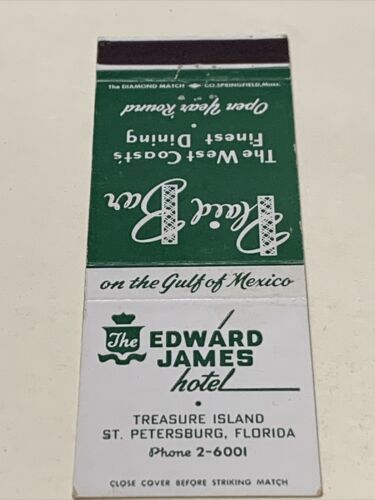 The DIAMOND MATCH CO. SPRINGFIELD, MASS.
Open Year 'Round
The West Coast's
Finest Dining
Plaid Bar
on the Gulf of Mexico
The EDWARD
JAMES
hotel
TREASURE ISLAND
ST. PETERSBURG, FLORIDA
Phone 2-6001
CLOSE COVER BEFORE STRIKING MATCH